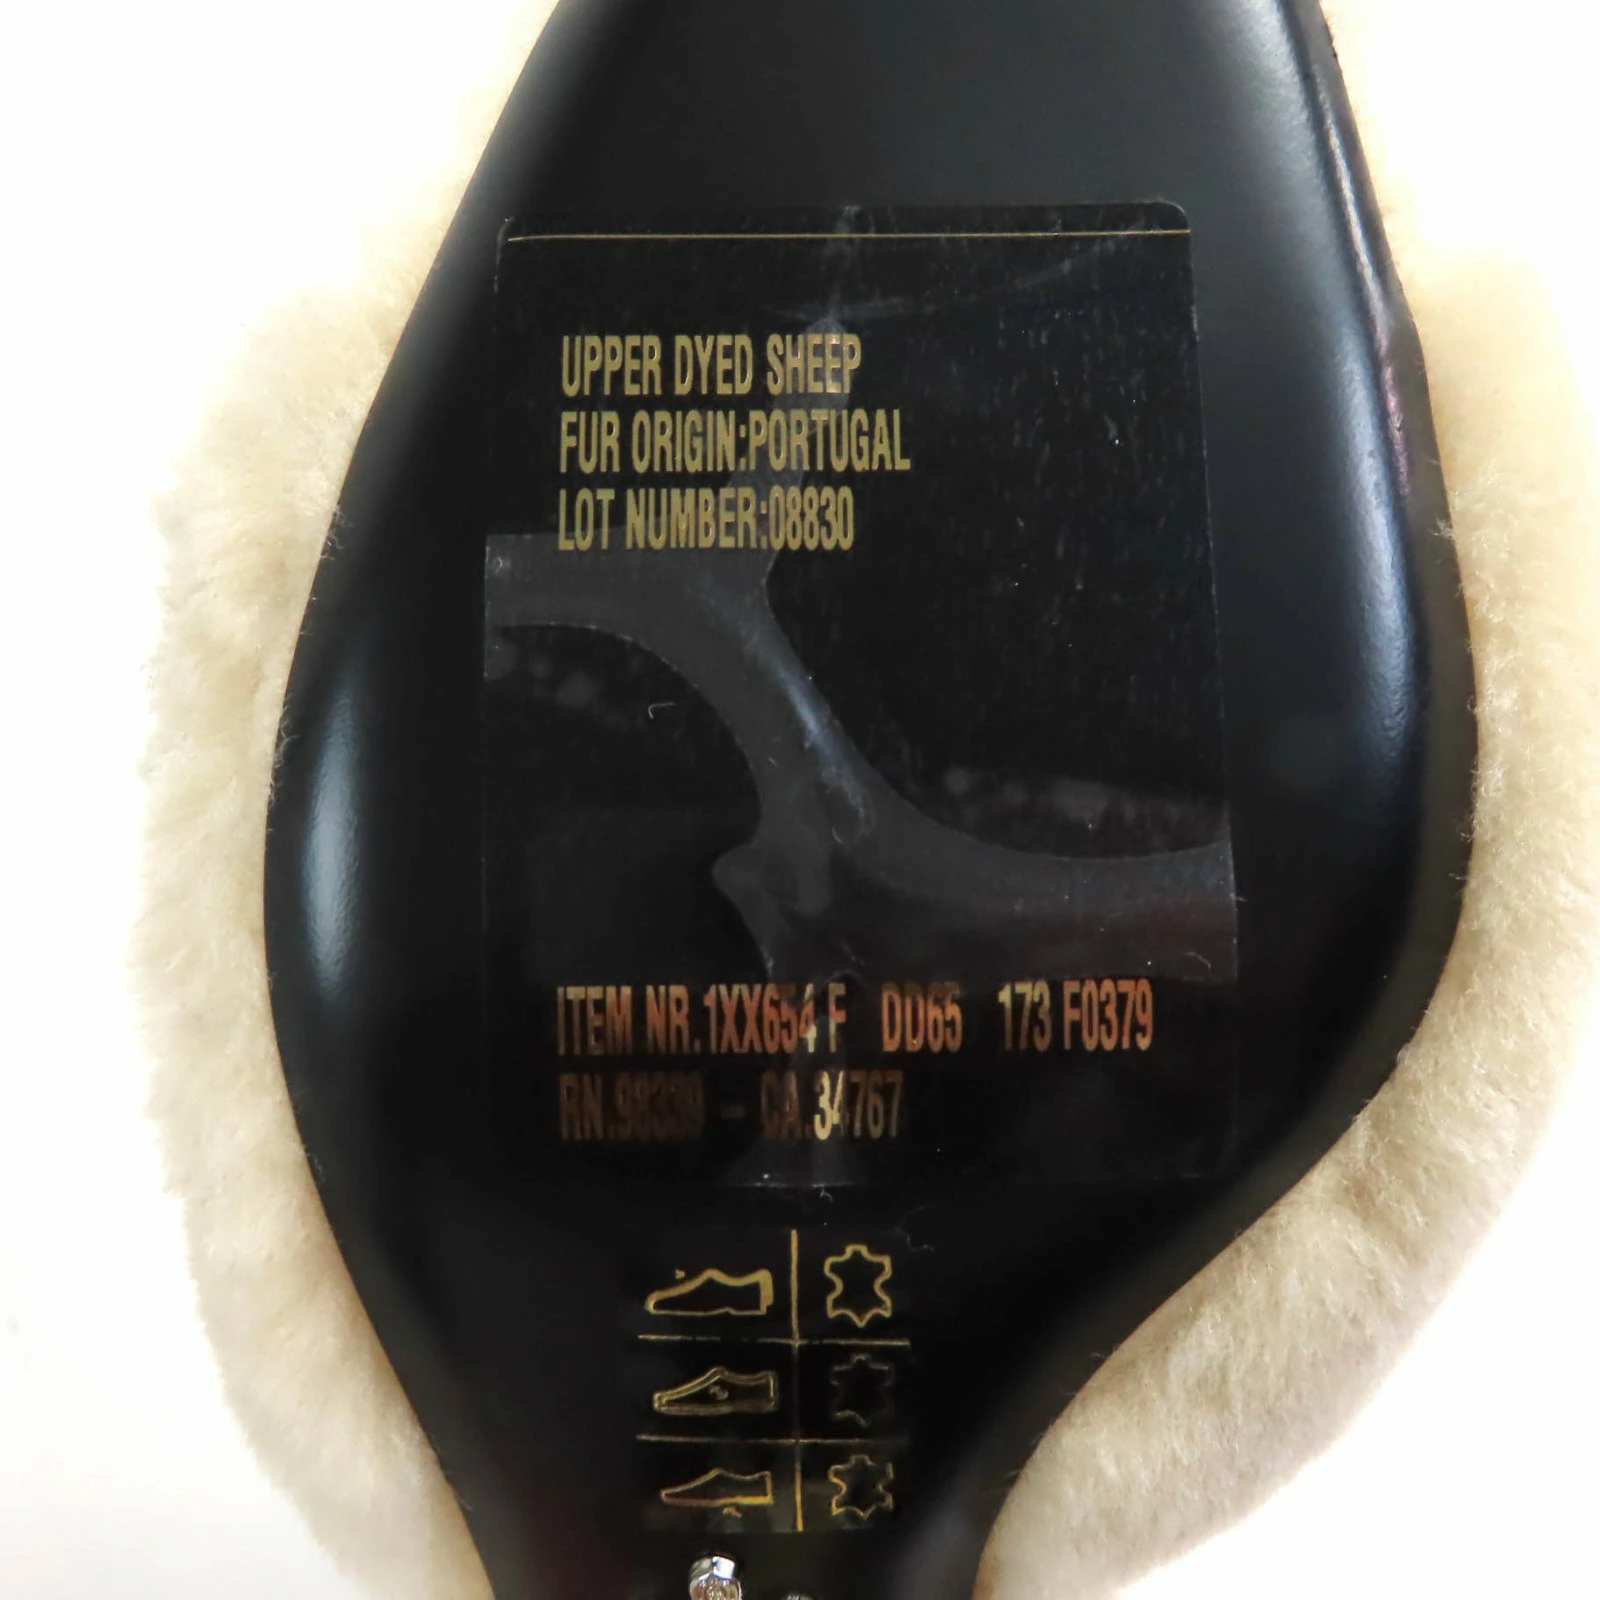 UPPER DYED SHEEP
FUR ORIGIN:PORTUGAL
LOT NUMBER:08830
ITEM NR.1XX654 F DD65 173 F0379
RN.98339 - CA.34767